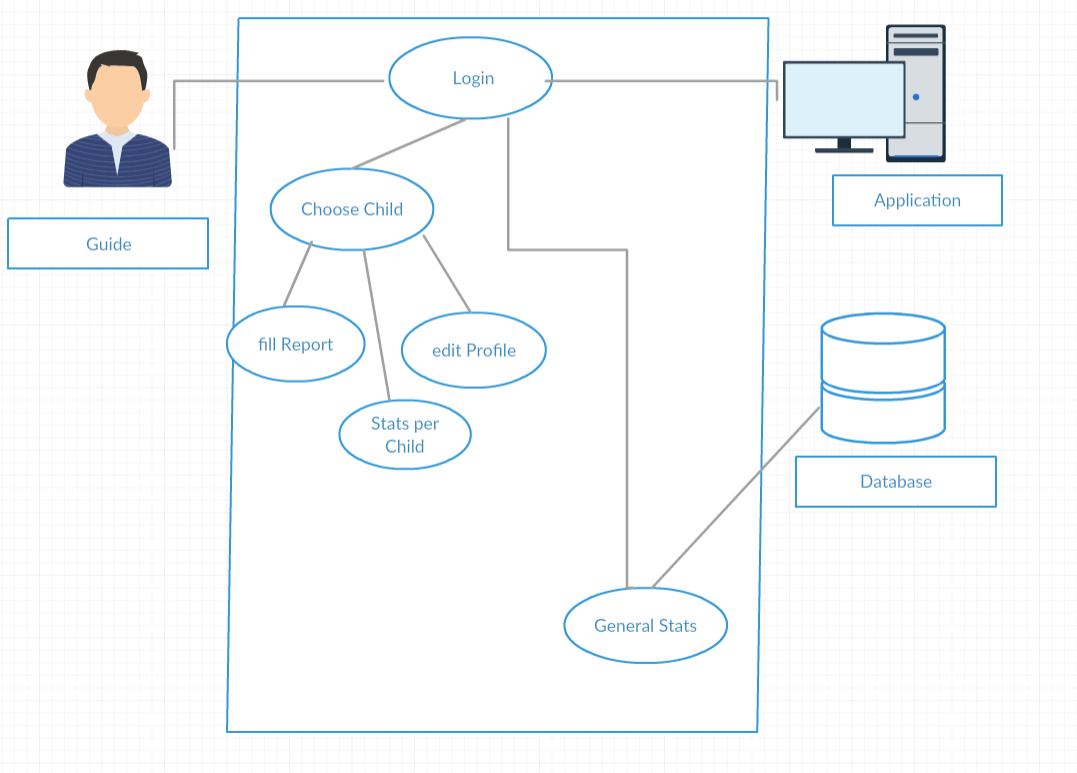 Login
Application
Choose Child
Guide
fill Report
edit Profile
Stats per
Child
Database
General Stats